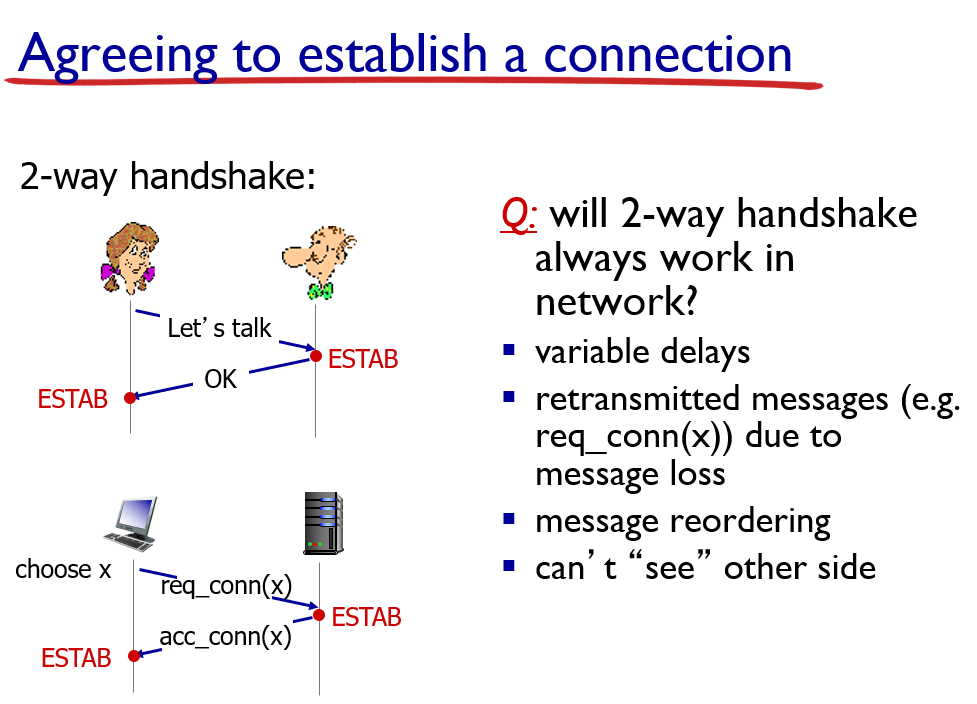 Agreeing to establish a connection
2-way handshake:
Let’s talk
ESTAB
OK
ESTAB
choose x
req_conn(x)
ESTAB
acc_conn(x)
ESTAB
Q: will 2-way handshake
always work in
network?
▪ variable delays
▪ retransmitted messages (e.g.
req_conn(x)) due to
message loss
▪ message reordering
▪ can’t “see” other side